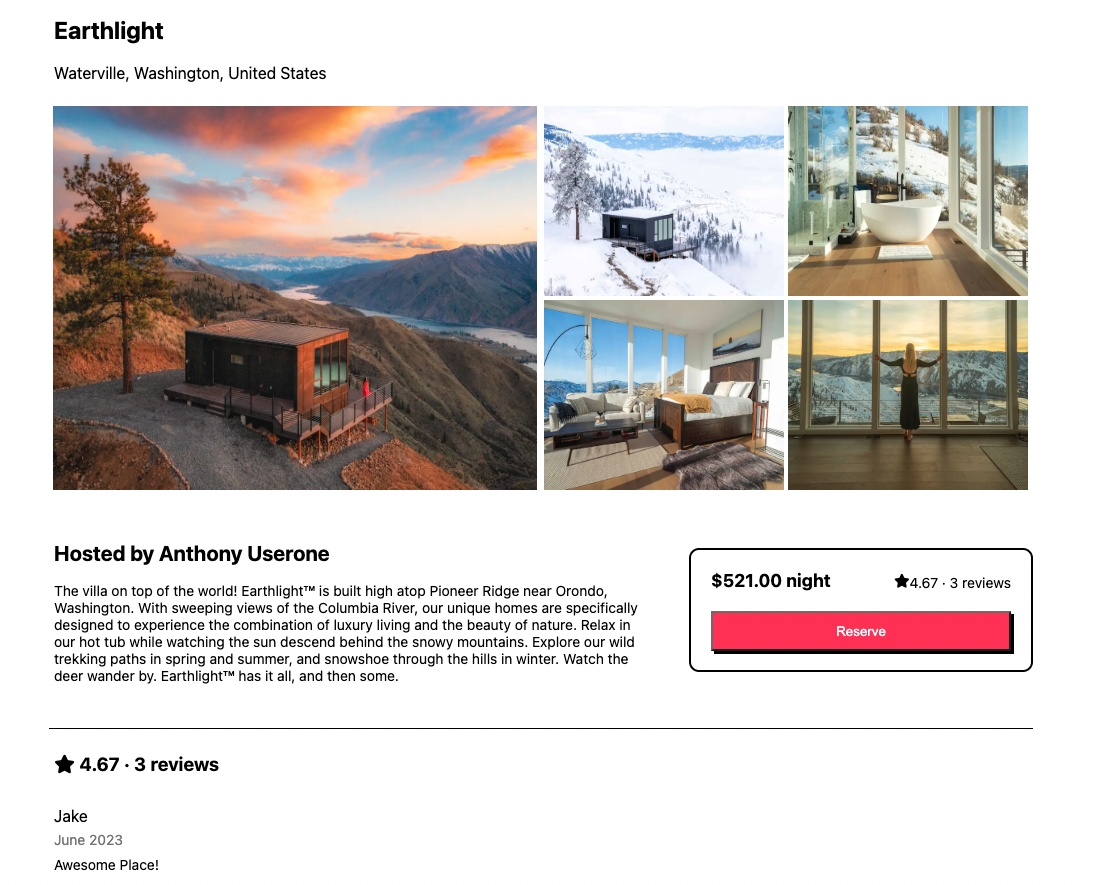 Earthlight
Waterville, Washington, United States
Hosted by Anthony Userone
The villa on top of the world! Earthlight™ is built high atop Pioneer Ridge near Orondo,
Washington. With sweeping views of the Columbia River, our unique homes are specifically
designed to experience the combination of luxury living and the beauty of nature. Relax in
our hot tub while watching the sun descend behind the snowy mountains. Explore our wild
trekking paths in spring and summer, and snowshoe through the hills in winter. Watch the
deer wander by. Earthlight™ has it all, and then some.
$521.00 night
★4.67 · 3 reviews
Reserve
★ 4.67 · 3 reviews
Jake
June 2023
Awesome Place!